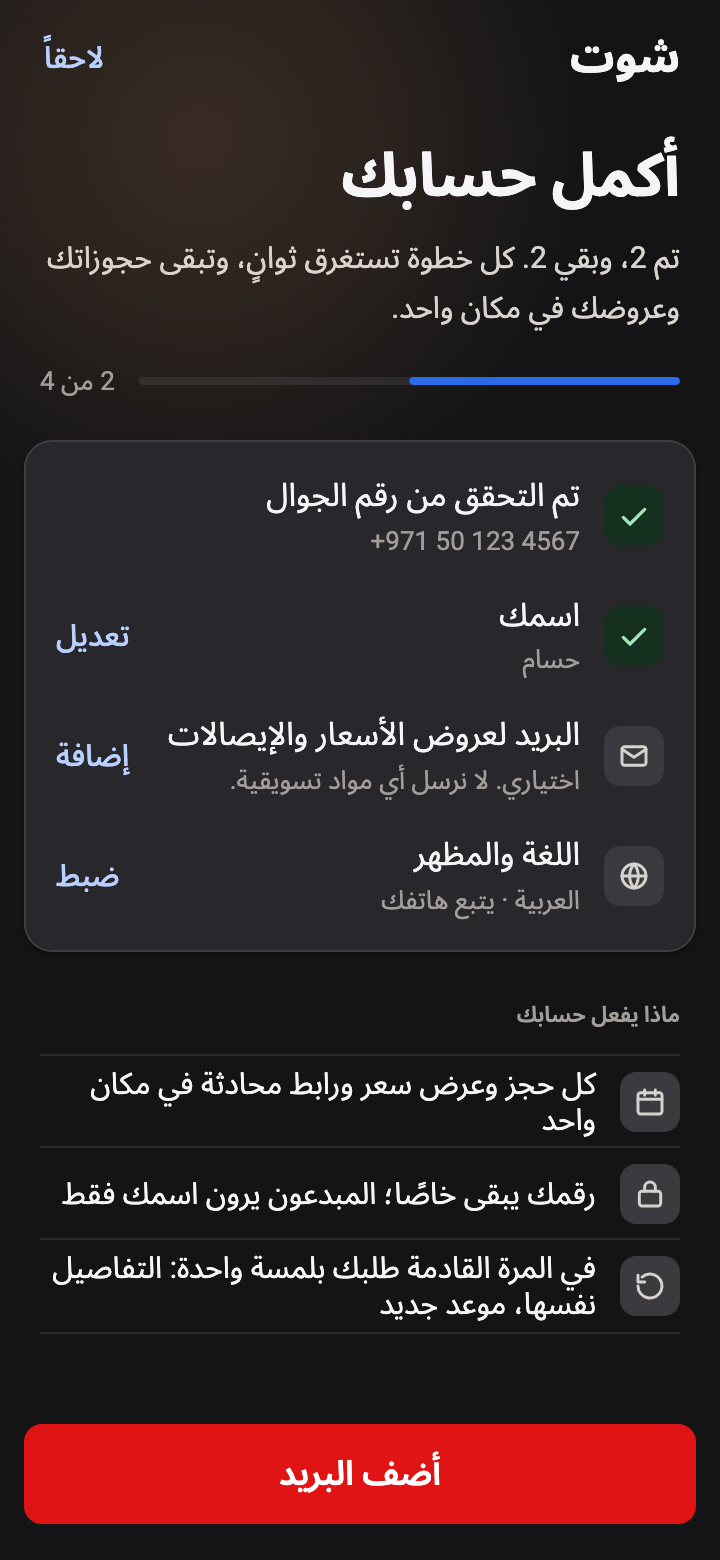 شوت
لاحقاً
أكمل حسابك
تم 2، وبقي 2. كل خطوة تستغرق ثوانٍ، وتبقى حجوزاتك
وعروضك في مكان واحد.
2 من 4
تم التحقق من رقم الجوال
+971 50 123 4567
اسمك
حسام
تعديل
البريد لعروض الأسعار والإيصالات
اختياري. لا نرسل أي مواد تسويقية.
إضافة
اللغة والمظهر
العربية · يتبع هاتفك
ضبط
ماذا يفعل حسابك
كل حجز وعرض سعر ورابط محادثة في مكان
واحد
رقمك يبقى خاصًا؛ المبدعون يرون اسمك فقط
في المرة القادمة طلبك بلمسة واحدة: التفاصيل
نفسها، موعد جديد
أضف البريد